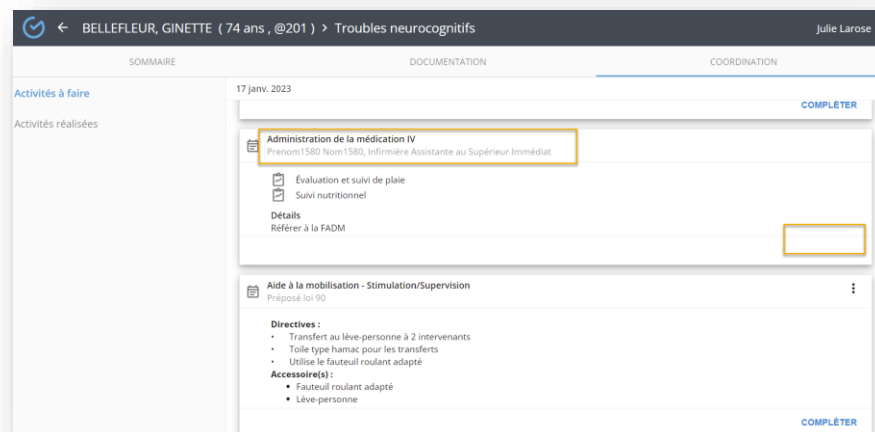 BELLEFLEUR, GINETTE ( 74 ans , @201 ) > Troubles neurocognitifs
Julie Larose
SOMMAIRE
DOCUMENTATION
COORDINATION
Activités à faire
Activités réalisées
17 janv. 2023
COMPLÉTER
Administration de la médication IV
Prenom1580 Nom1580, Infirmière Assistante au Supérieur Immédiat
Évaluation et suivi de plaie
Suivi nutritionnel
Détails
Référer à la FADM
Aide à la mobilisation - Stimulation/Supervision
Préposé loi 90
Directives :
• Transfert au lève-personne à 2 intervenants
• Toile type hamac pour les transferts
• Utilise le fauteuil roulant adapté
Accessoire(s) :
• Fauteuil roulant adapté
• Lève-personne
COMPLÉTER